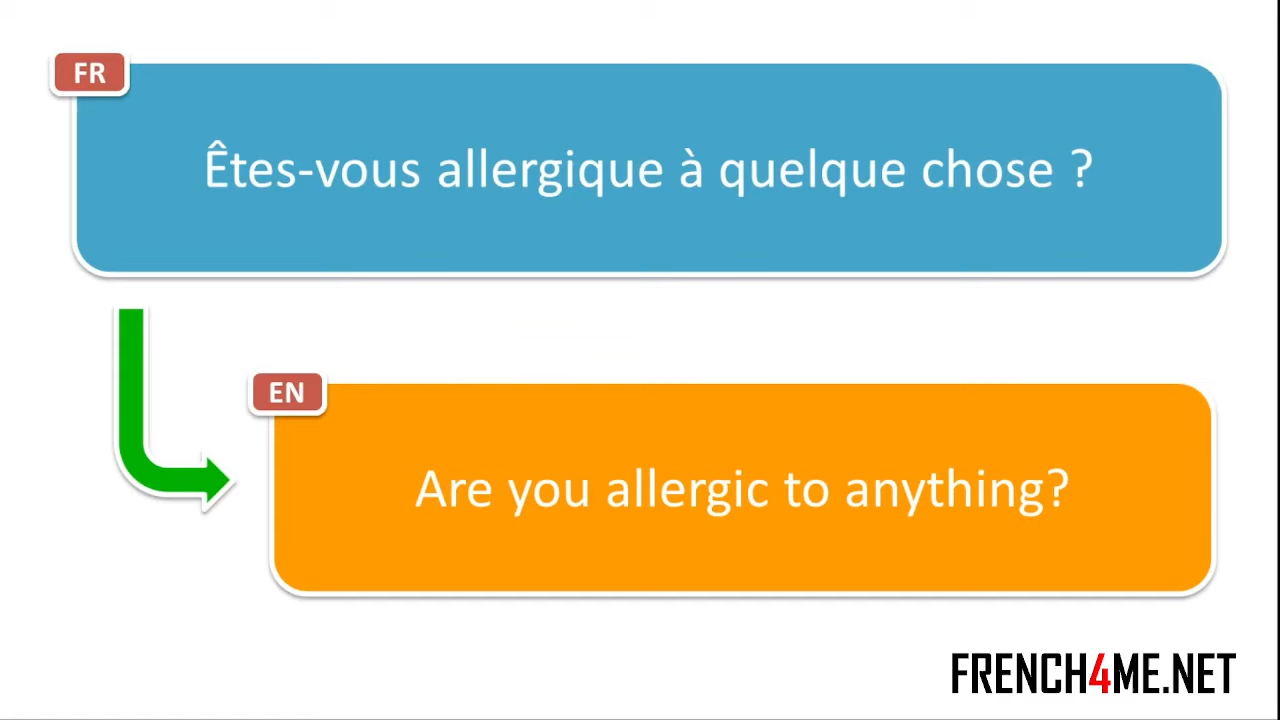 FR
Êtes-vous allergique à quelque chose ?
EN
Are you allergic to anything?
FRENCH4ME.NET